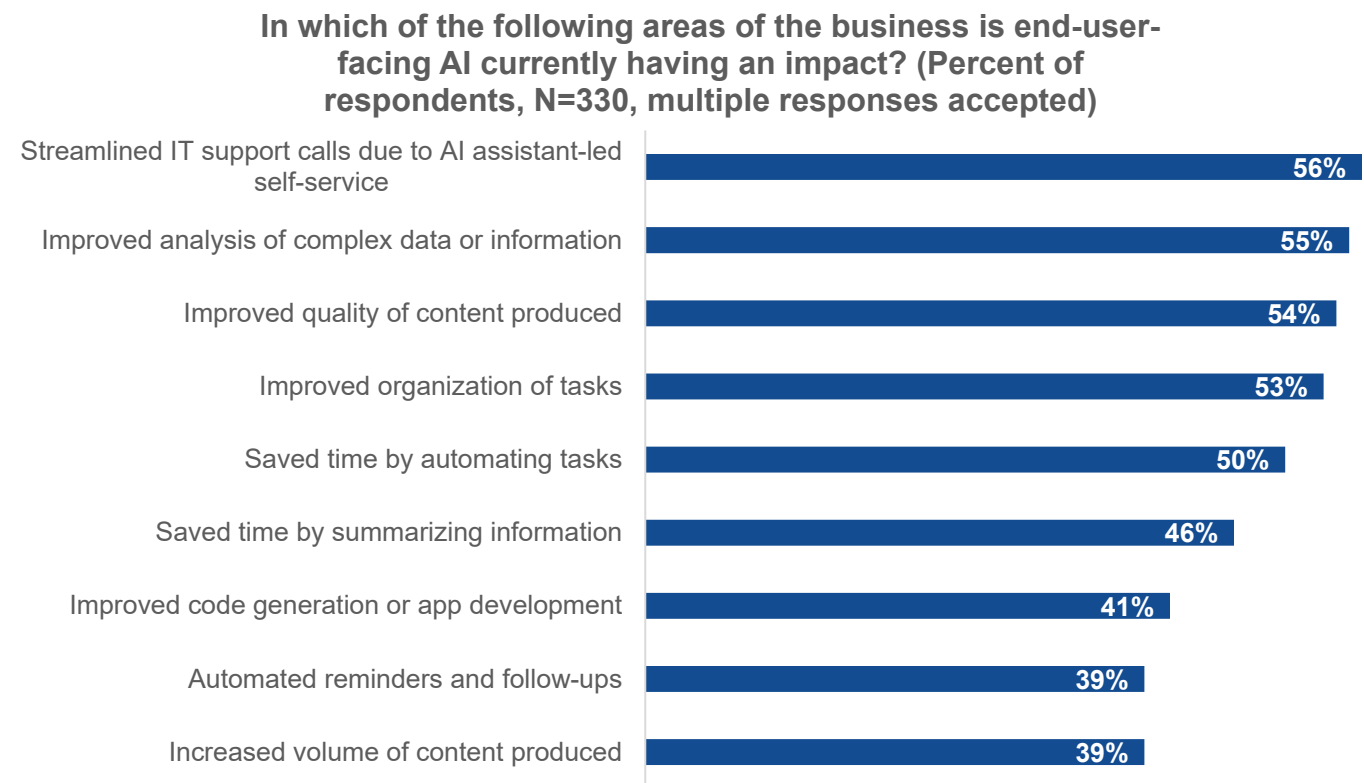 In which of the following areas of the business is end-user-
facing AI currently having an impact? (Percent of
respondents, N=330, multiple responses accepted)
Streamlined IT support calls due to AI assistant-led
self-service
56%
Improved analysis of complex data or information
55%
Improved quality of content produced
54%
Improved organization of tasks
53%
Saved time by automating tasks
50%
Saved time by summarizing information
46%
Improved code generation or app development
41%
Automated reminders and follow-ups
39%
Increased volume of content produced
39%